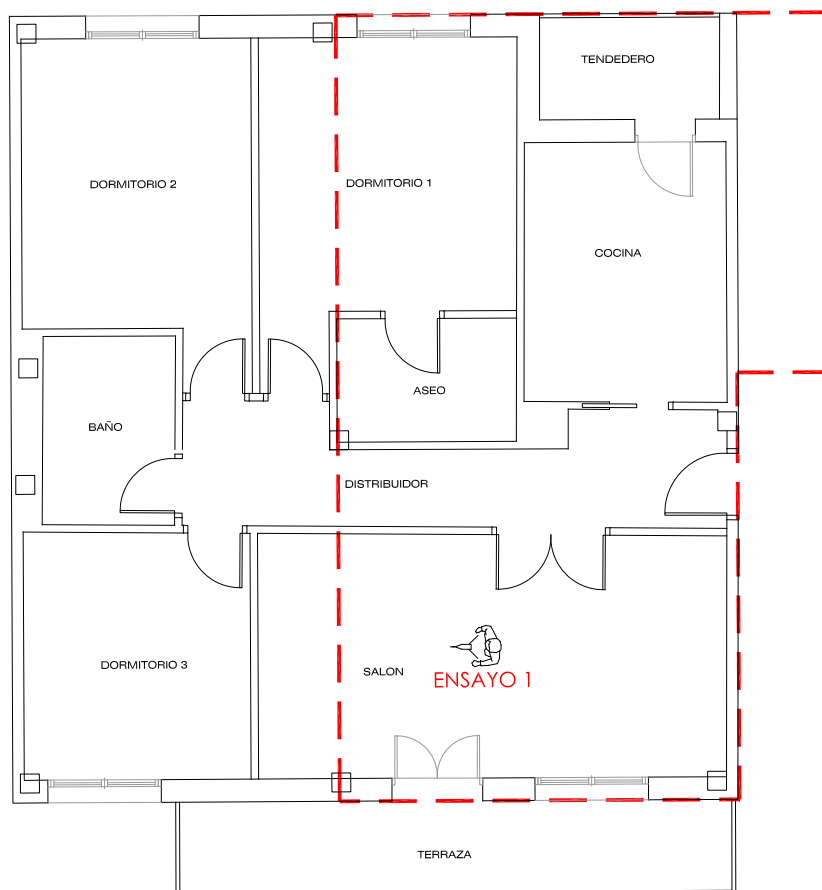 TENDEDERO
DORMITORIO 2
DORMITORIO 1
COCINA
ASEO
BAÑO
DISTRIBUIDOR
DORMITORIO 3
SALON
ENSAYO 1
TERRAZA